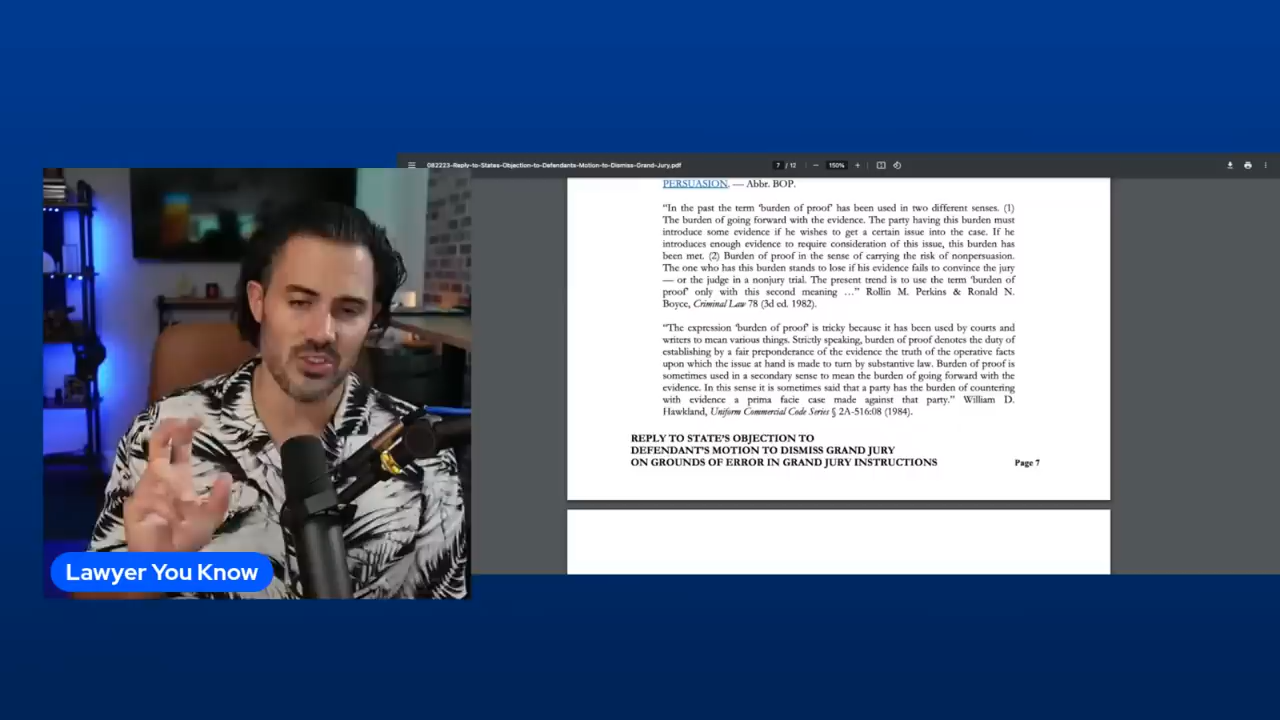 082223-Reply-to-States-Objection-to-Defendants-Motion-to-Dismiss-Grand-Jury.pdf
7 / 12
150%
PERSUASION. — Abbr. BOP.
“In the past the term ‘burden of proof’ has been used in two different senses. (1)
The burden of going forward with the evidence. The party having this burden must
introduce some evidence if he wishes to get a certain issue into the case. If he
introduces enough evidence to require consideration of this issue, this burden has
been met. (2) Burden of proof in the sense of carrying the risk of nonpersuasion.
The one who has this burden stands to lose if his evidence fails to convince the jury
— or the judge in a nonjury trial. The present trend is to use the term ‘burden of
proof’ only with this second meaning …” Rollin M. Perkins & Ronald N.
Boyce, Criminal Law 78 (3d ed. 1982).
“The expression ‘burden of proof’ is tricky because it has been used by courts and
writers to mean various things. Strictly speaking, burden of proof denotes the duty of
establishing by a fair preponderance of the evidence the truth of the operative facts
upon which the issue at hand is made to turn by substantive law. Burden of proof is
sometimes used in a secondary sense to mean the burden of going forward with the
evidence. In this sense it is sometimes said that a party has the burden of countering
with evidence a prima facie case made against that party.” William D.
Hawkland, Uniform Commercial Code Series § 2A-516:08 (1984).
REPLY TO STATE’S OBJECTION TO
DEFENDANT’S MOTION TO DISMISS GRAND JURY
ON GROUNDS OF ERROR IN GRAND JURY INSTRUCTIONS
Page 7
Lawyer You Know